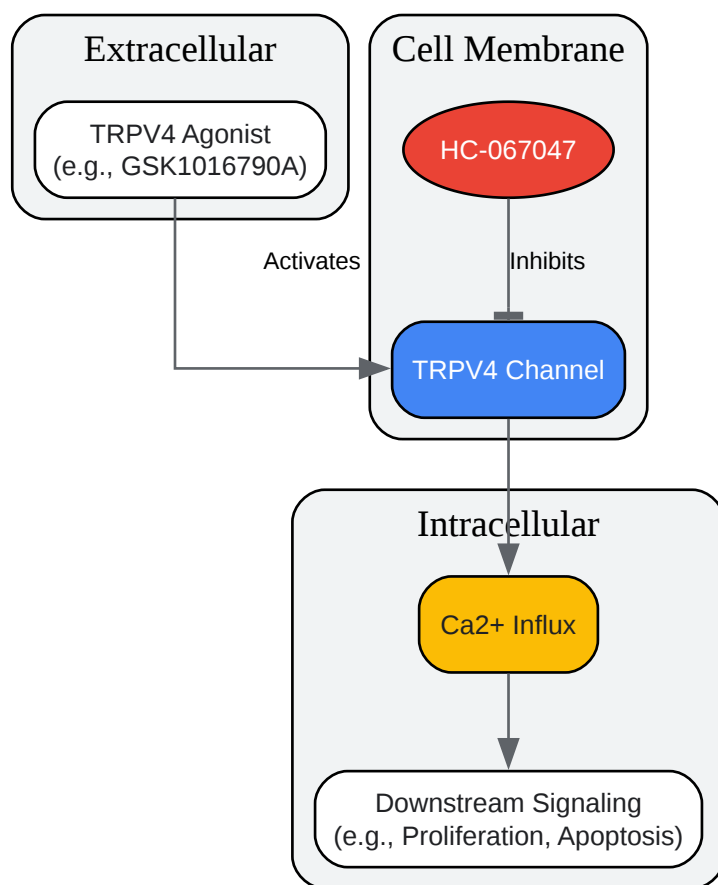 Extracellular
Cell Membrane
TRPV4 Agonist
(e.g., GSK1016790A)
HC-067047
Activates
Inhibits
TRPV4 Channel
Intracellular
Ca2+ Influx
Downstream Signaling
(e.g., Proliferation, Apoptosis)